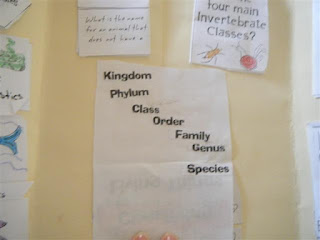 What is the name
for an animal that
does not have a
four main
Invertebrate
Classes?
Kingdom
Phylum
Class
Order
Family
Genus
Species